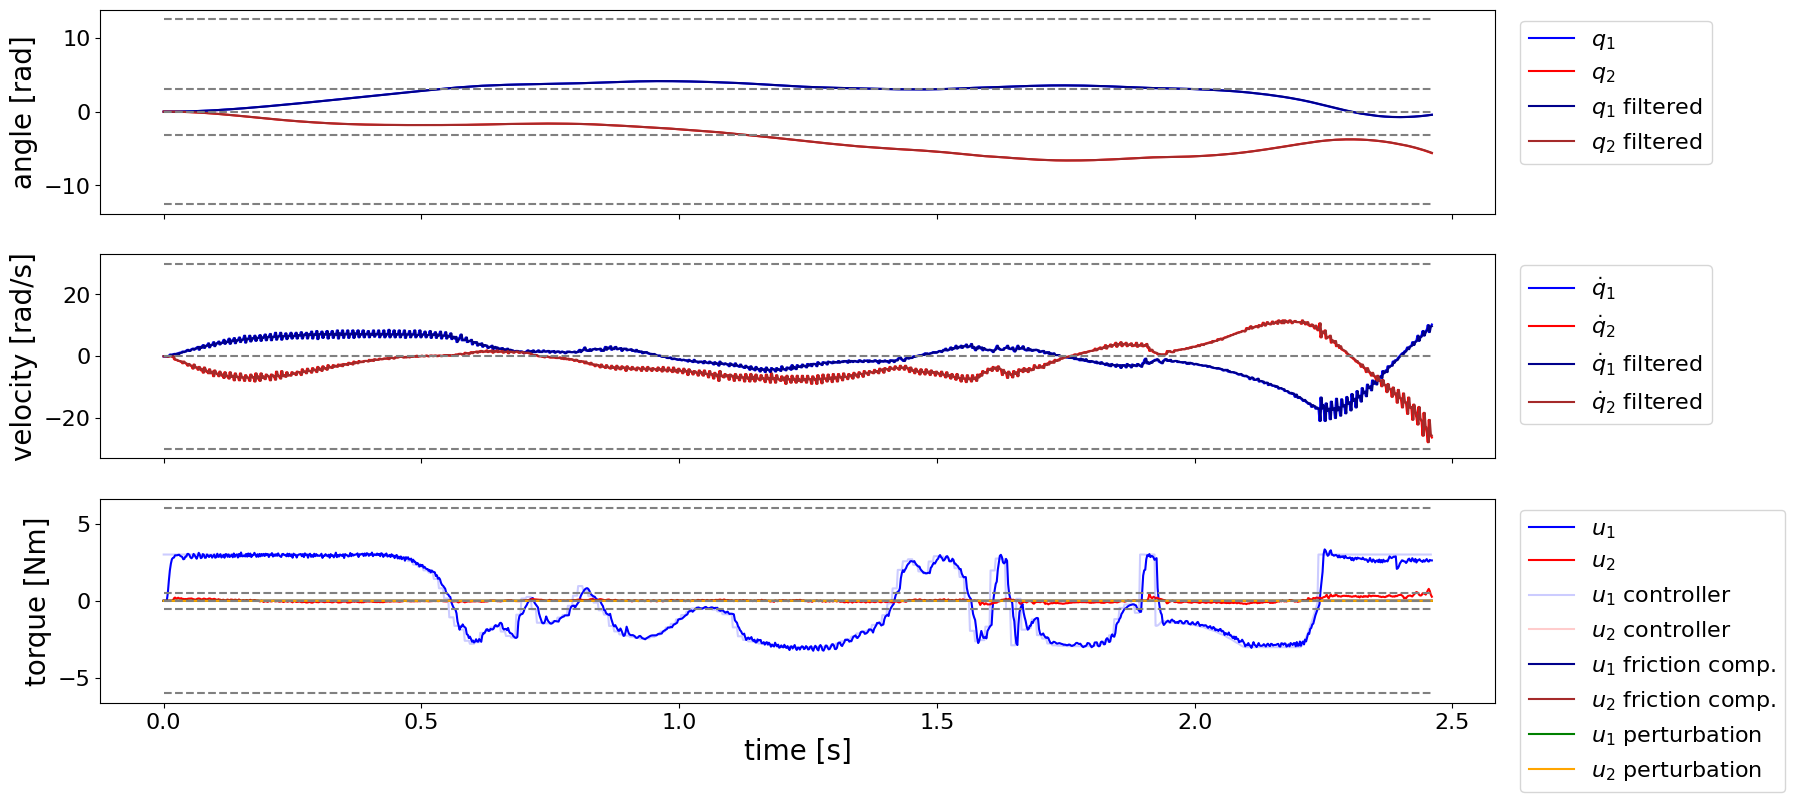 angle [rad]
10
0
−10
q₁
q₂
q₁ filtered
q₂ filtered
velocity [rad/s]
20
0
−20
q̇₁
q̇₂
q̇₁ filtered
q̇₂ filtered
torque [Nm]
5
0
−5
0.0 0.5 1.0 1.5 2.0 2.5
time [s]
u₁
u₂
u₁ controller
u₂ controller
u₁ friction comp.
u₂ friction comp.
u₁ perturbation
u₂ perturbation